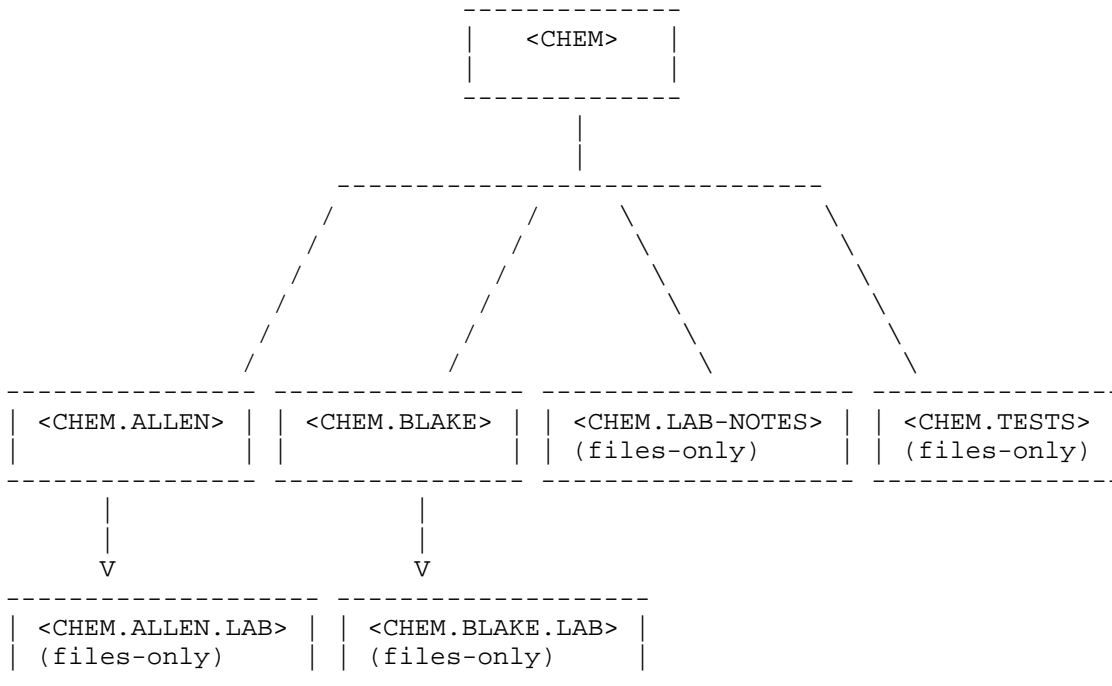 <CHEM>
<CHEM.ALLEN> <CHEM.BLAKE> <CHEM.LAB-NOTES> <CHEM.TESTS>
(files-only) (files-only)
V V
<CHEM.ALLEN.LAB> <CHEM.BLAKE.LAB>
(files-only) (files-only)